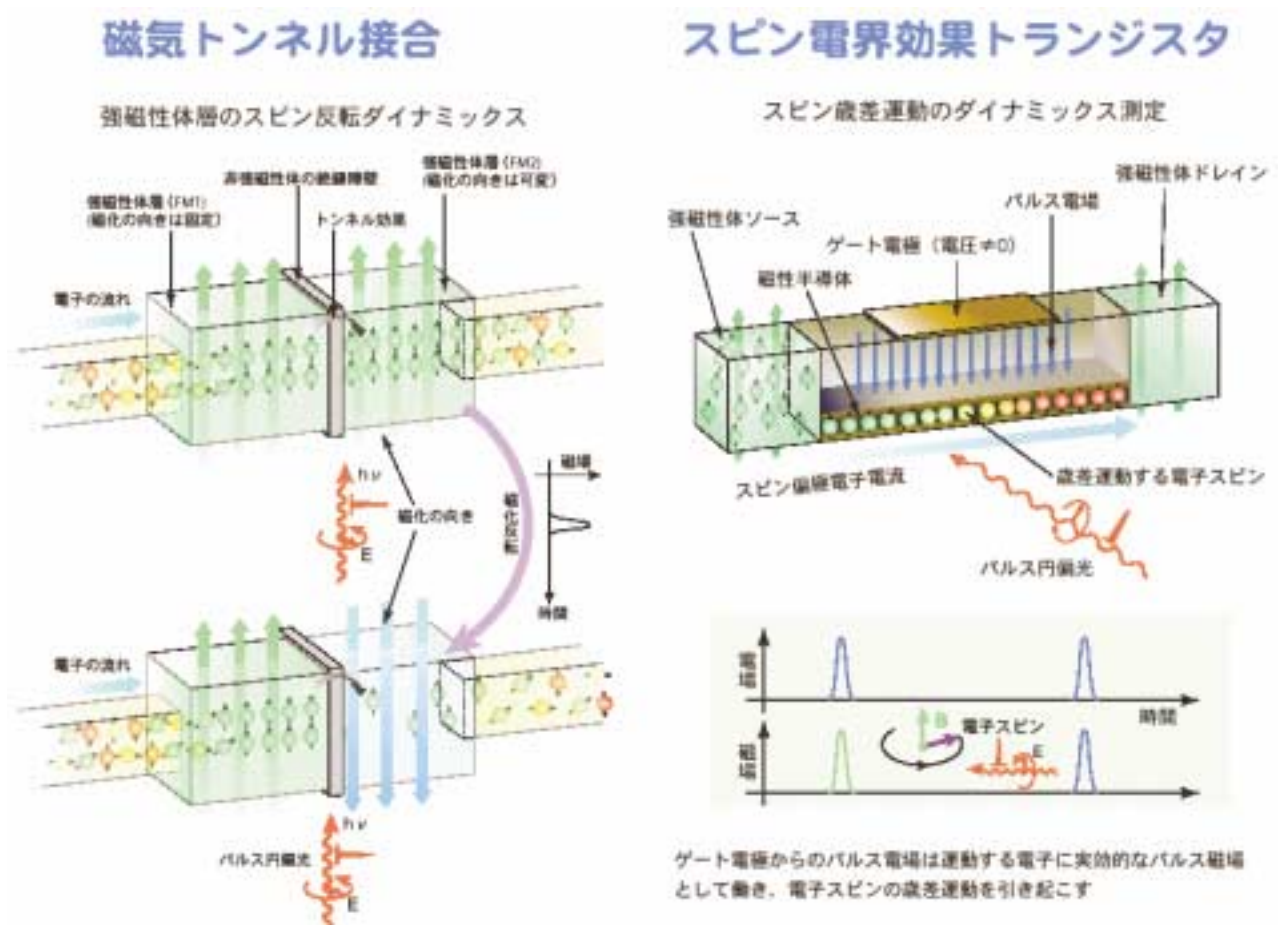 磁気トンネル接合
強磁性体層のスピン反転ダイナミックス
非強磁性体の絶縁障壁
強磁性体層(FM2)
(磁化の向きは可変)
強磁性体層(FM1)
(磁化の向きは固定)
トンネル効果
電子の流れ
hν
E
磁化の向き
磁化反転
磁場
時間
電子の流れ
hν
パルス円偏光
E
スピン電界効果トランジスタ
スピン歳差運動のダイナミックス測定
強磁性体ドレイン
パルス電場
強磁性体ソース
ゲート電極(電圧≠0)
磁性半導体
スピン偏極電子電流
歳差運動する電子スピン
パルス円偏光
電場
時間
磁場
B
電子スピン
E
ゲート電極からのパルス電場は運動する電子に実効的なパルス磁場
として働き、電子スピンの歳差運動を引き起こす